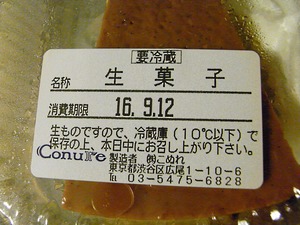 要冷蔵
名称 生菓子
消費期限 16.9.12
生ものですので、冷蔵庫(10℃以下)で
保存の上、本日中にお召し上がり下さい。
Conure 製造者 ㈱こぬれ
東京都渋谷区広尾1-10-6
℡ 03-5475-6828